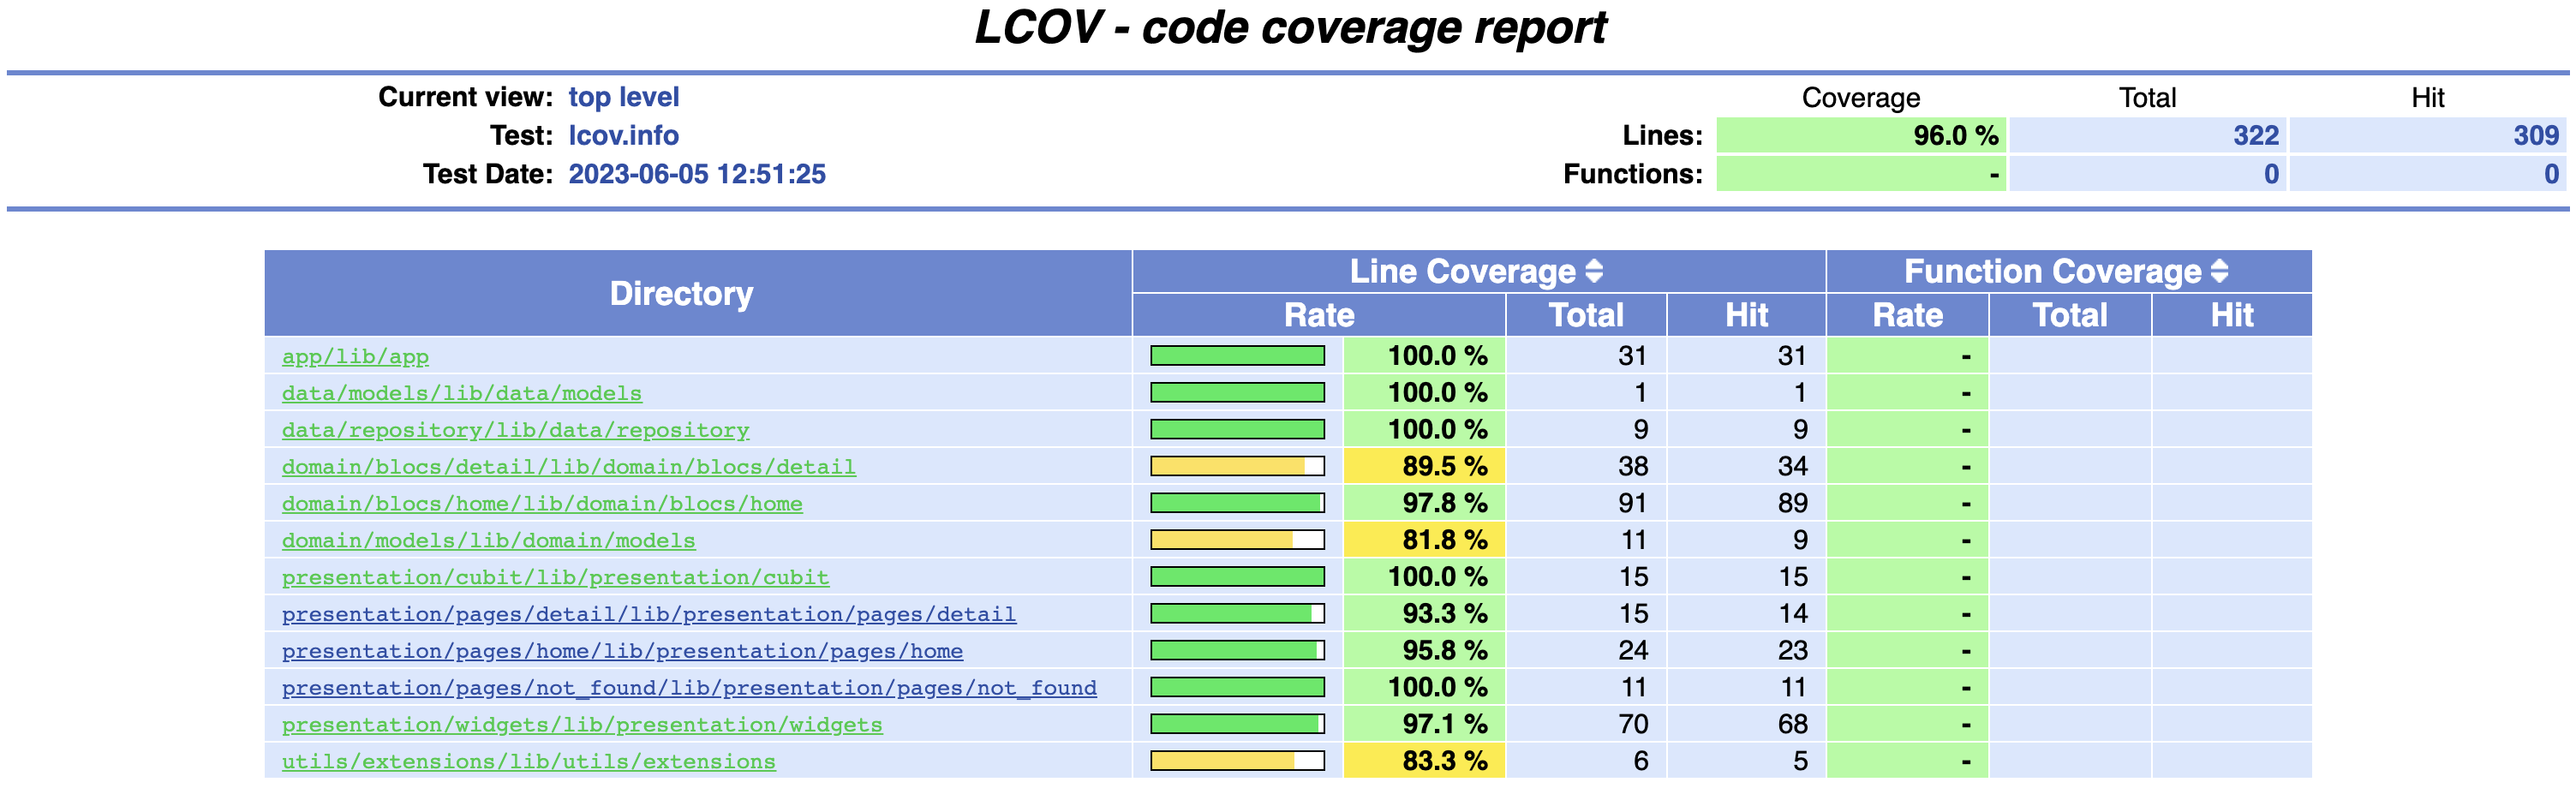 LCOV - code coverage report
Current view: top level Coverage Total Hit
Test: lcov.info Lines: 96.0 % 322 309
Test Date: 2023-06-05 12:51:25 Functions: - 0 0
Directory Line Coverage Function Coverage
Rate Total Hit Rate Total Hit
app/lib/app 100.0 % 31 31 -
data/models/lib/data/models 100.0 % 1 1 -
data/repository/lib/data/repository 100.0 % 9 9 -
domain/blocs/detail/lib/domain/blocs/detail 89.5 % 38 34 -
domain/blocs/home/lib/domain/blocs/home 97.8 % 91 89 -
domain/models/lib/domain/models 81.8 % 11 9 -
presentation/cubit/lib/presentation/cubit 100.0 % 15 15 -
presentation/pages/detail/lib/presentation/pages/detail 93.3 % 15 14 -
presentation/pages/home/lib/presentation/pages/home 95.8 % 24 23 -
presentation/pages/not_found/lib/presentation/pages/not_found 100.0 % 11 11 -
presentation/widgets/lib/presentation/widgets 97.1 % 70 68 -
utils/extensions/lib/utils/extensions 83.3 % 6 5 -